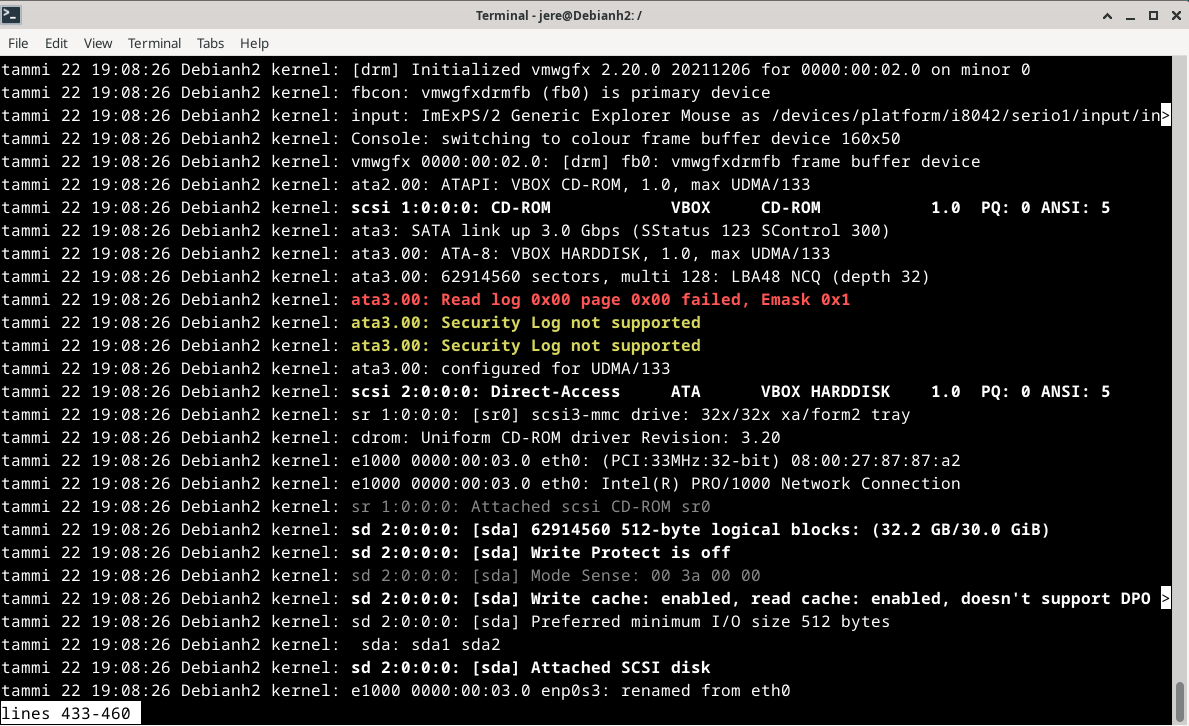 Terminal - jere@Debianh2: /
File Edit View Terminal Tabs Help
tammi 22 19:08:26 Debianh2 kernel: [drm] Initialized vmwgfx 2.20.0 20211206 for 0000:00:02.0 on minor 0
tammi 22 19:08:26 Debianh2 kernel: fbcon: vmwgfxdrmfb (fb0) is primary device
tammi 22 19:08:26 Debianh2 kernel: input: ImExPS/2 Generic Explorer Mouse as /devices/platform/i8042/serio1/input/in>
tammi 22 19:08:26 Debianh2 kernel: Console: switching to colour frame buffer device 160x50
tammi 22 19:08:26 Debianh2 kernel: vmwgfx 0000:00:02.0: [drm] fb0: vmwgfxdrmfb frame buffer device
tammi 22 19:08:26 Debianh2 kernel: ata2.00: ATAPI: VBOX CD-ROM, 1.0, max UDMA/133
tammi 22 19:08:26 Debianh2 kernel: scsi 1:0:0:0: CD-ROM            VBOX     CD-ROM           1.0  PQ: 0 ANSI: 5
tammi 22 19:08:26 Debianh2 kernel: ata3: SATA link up 3.0 Gbps (SStatus 123 SControl 300)
tammi 22 19:08:26 Debianh2 kernel: ata3.00: ATA-8: VBOX HARDDISK, 1.0, max UDMA/133
tammi 22 19:08:26 Debianh2 kernel: ata3.00: 62914560 sectors, multi 128: LBA48 NCQ (depth 32)
tammi 22 19:08:26 Debianh2 kernel: ata3.00: Read log 0x00 page 0x00 failed, Emask 0x1
tammi 22 19:08:26 Debianh2 kernel: ata3.00: Security Log not supported
tammi 22 19:08:26 Debianh2 kernel: ata3.00: Security Log not supported
tammi 22 19:08:26 Debianh2 kernel: ata3.00: configured for UDMA/133
tammi 22 19:08:26 Debianh2 kernel: scsi 2:0:0:0: Direct-Access     ATA      VBOX HARDDISK    1.0  PQ: 0 ANSI: 5
tammi 22 19:08:26 Debianh2 kernel: sr 1:0:0:0: [sr0] scsi3-mmc drive: 32x/32x xa/form2 tray
tammi 22 19:08:26 Debianh2 kernel: cdrom: Uniform CD-ROM driver Revision: 3.20
tammi 22 19:08:26 Debianh2 kernel: e1000 0000:00:03.0 eth0: (PCI:33MHz:32-bit) 08:00:27:87:87:a2
tammi 22 19:08:26 Debianh2 kernel: e1000 0000:00:03.0 eth0: Intel(R) PRO/1000 Network Connection
tammi 22 19:08:26 Debianh2 kernel: sr 1:0:0:0: Attached scsi CD-ROM sr0
tammi 22 19:08:26 Debianh2 kernel: sd 2:0:0:0: [sda] 62914560 512-byte logical blocks: (32.2 GB/30.0 GiB)
tammi 22 19:08:26 Debianh2 kernel: sd 2:0:0:0: [sda] Write Protect is off
tammi 22 19:08:26 Debianh2 kernel: sd 2:0:0:0: [sda] Mode Sense: 00 3a 00 00
tammi 22 19:08:26 Debianh2 kernel: sd 2:0:0:0: [sda] Write cache: enabled, read cache: enabled, doesn't support DPO >
tammi 22 19:08:26 Debianh2 kernel: sd 2:0:0:0: [sda] Preferred minimum I/O size 512 bytes
tammi 22 19:08:26 Debianh2 kernel:  sda: sda1 sda2
tammi 22 19:08:26 Debianh2 kernel: sd 2:0:0:0: [sda] Attached SCSI disk
tammi 22 19:08:26 Debianh2 kernel: e1000 0000:00:03.0 enp0s3: renamed from eth0
lines 433-460